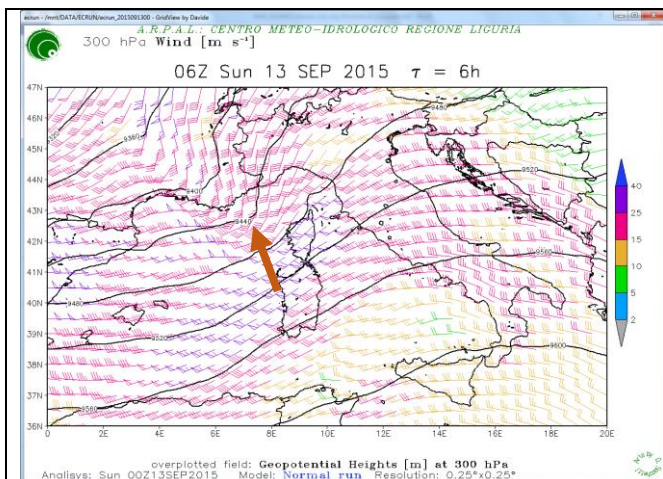 ecrun - /mnt/DATA/ECRUN/ecrun_2015091300 - GridView by Davide
A.R.P.A.L.: CENTRO METEO-IDROLOGICO REGIONE LIGURIA
300 hPa Wind [m s⁻¹]
06Z Sun 13 SEP 2015 τ = 6h
47N
46N
45N
44N
43N
42N
41N
40N
39N
38N
37N
36N
9360
9400
9440
9480
9520
9560
9480
9520
9560
9600
40
25
15
10
5
2
0 2E 4E 6E 8E 10E 12E 14E 16E 18E 20E
overplotted field: Geopotential Heights [m] at 300 hPa
Analisys: Sun 00Z13SEP2015 Model: Normal run Resolution: 0.25°x0.25°